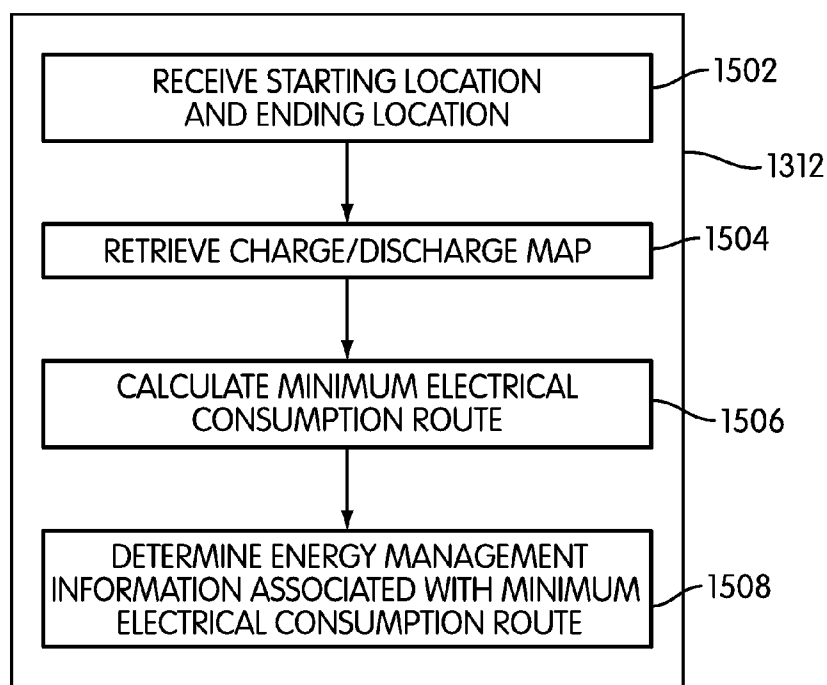 RECEIVE STARTING LOCATION
AND ENDING LOCATION
1502
1312
RETRIEVE CHARGE/DISCHARGE MAP
1504
CALCULATE MINIMUM ELECTRICAL
CONSUMPTION ROUTE
1506
DETERMINE ENERGY MANAGEMENT
INFORMATION ASSOCIATED WITH MINIMUM
ELECTRICAL CONSUMPTION ROUTE
1508